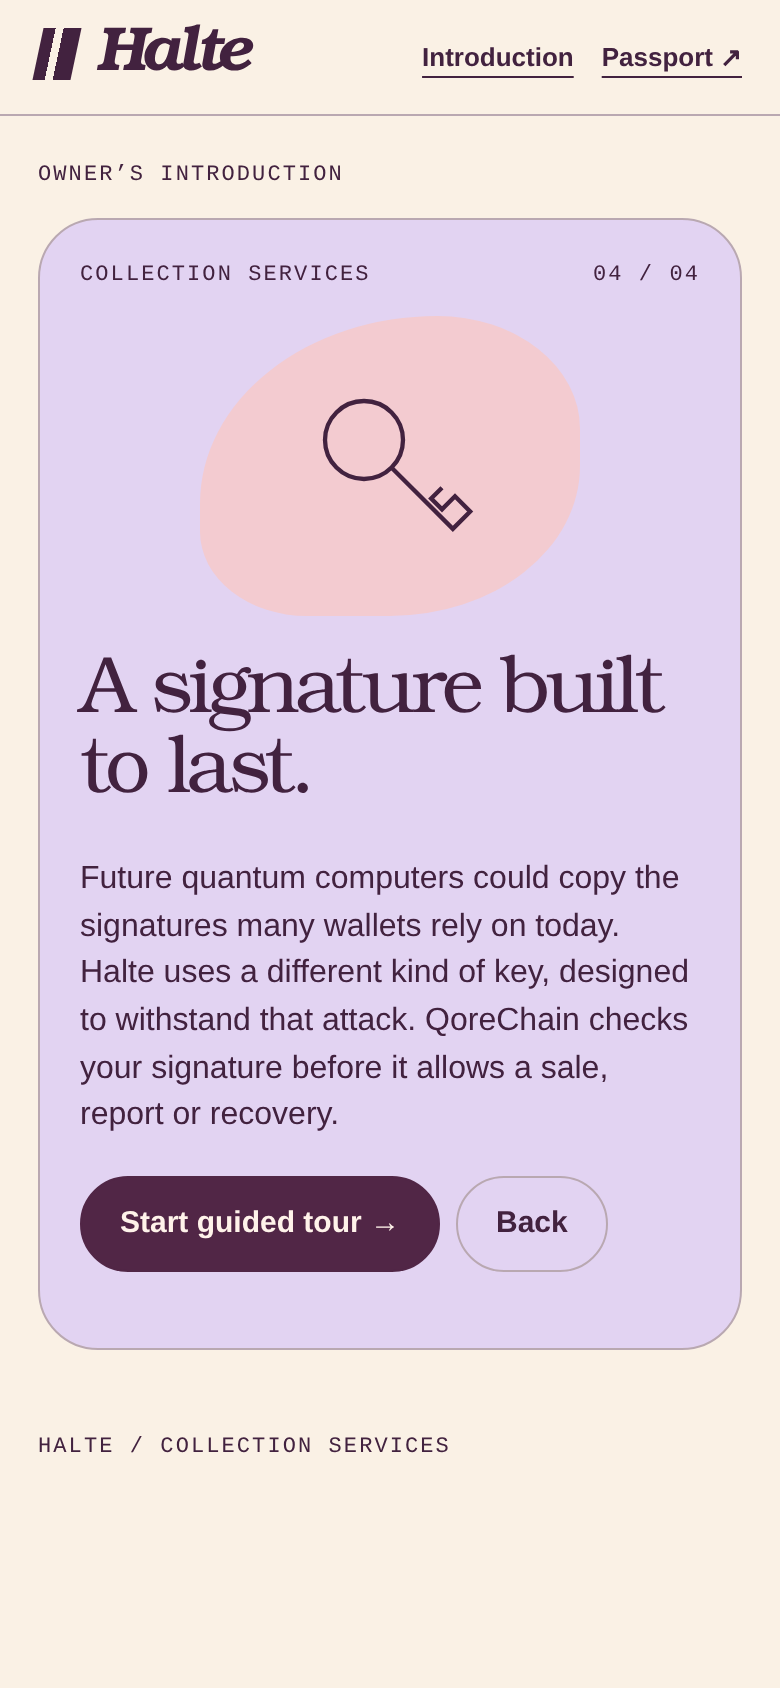 Halte
Introduction Passport ↗
OWNER’S INTRODUCTION
COLLECTION SERVICES 04 / 04
A signature built
to last.
Future quantum computers could copy the
signatures many wallets rely on today.
Halte uses a different kind of key, designed
to withstand that attack. QoreChain checks
your signature before it allows a sale,
report or recovery.
Start guided tour → Back
HALTE / COLLECTION SERVICES